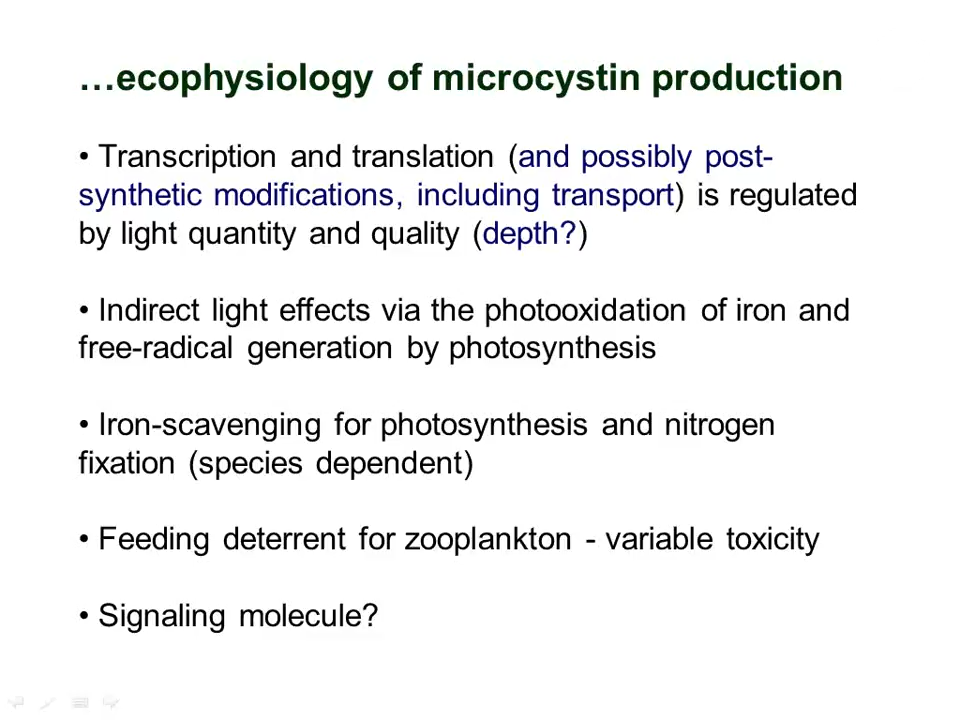 …ecophysiology of microcystin production
• Transcription and translation (and possibly post-
synthetic modifications, including transport) is regulated
by light quantity and quality (depth?)
• Indirect light effects via the photooxidation of iron and
free-radical generation by photosynthesis
• Iron-scavenging for photosynthesis and nitrogen
fixation (species dependent)
• Feeding deterrent for zooplankton - variable toxicity
• Signaling molecule?